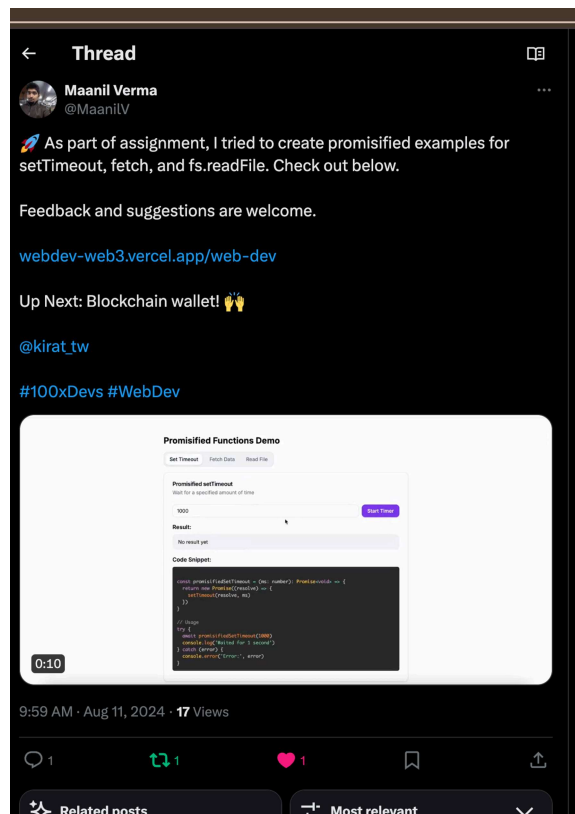 Thread
Maanil Verma
@MaanilV
🚀 As part of assignment, I tried to create promisified examples for
setTimeout, fetch, and fs.readFile. Check out below.
Feedback and suggestions are welcome.
webdev-web3.vercel.app/web-dev
Up Next: Blockchain wallet! 🙌
@kirat_tw
#100xDevs #WebDev
Promisified Functions Demo
Set Timeout Fetch Data Read File
Promisified setTimeout
Wait for a specified amount of time
1000 Start Timer
Result:
No result yet
Code Snippet:
const promisifiedSetTimeout = (ms: number): Promise<void> => {
return new Promise((resolve) => {
setTimeout(resolve, ms)
})
}
// Usage
try {
await promisifiedSetTimeout(1000)
console.log('Waited for 1 second')
} catch (error) {
console.error('Error:', error)
}
0:10
9:59 AM · Aug 11, 2024 · 17 Views
1 1 1
Related posts Most relevant